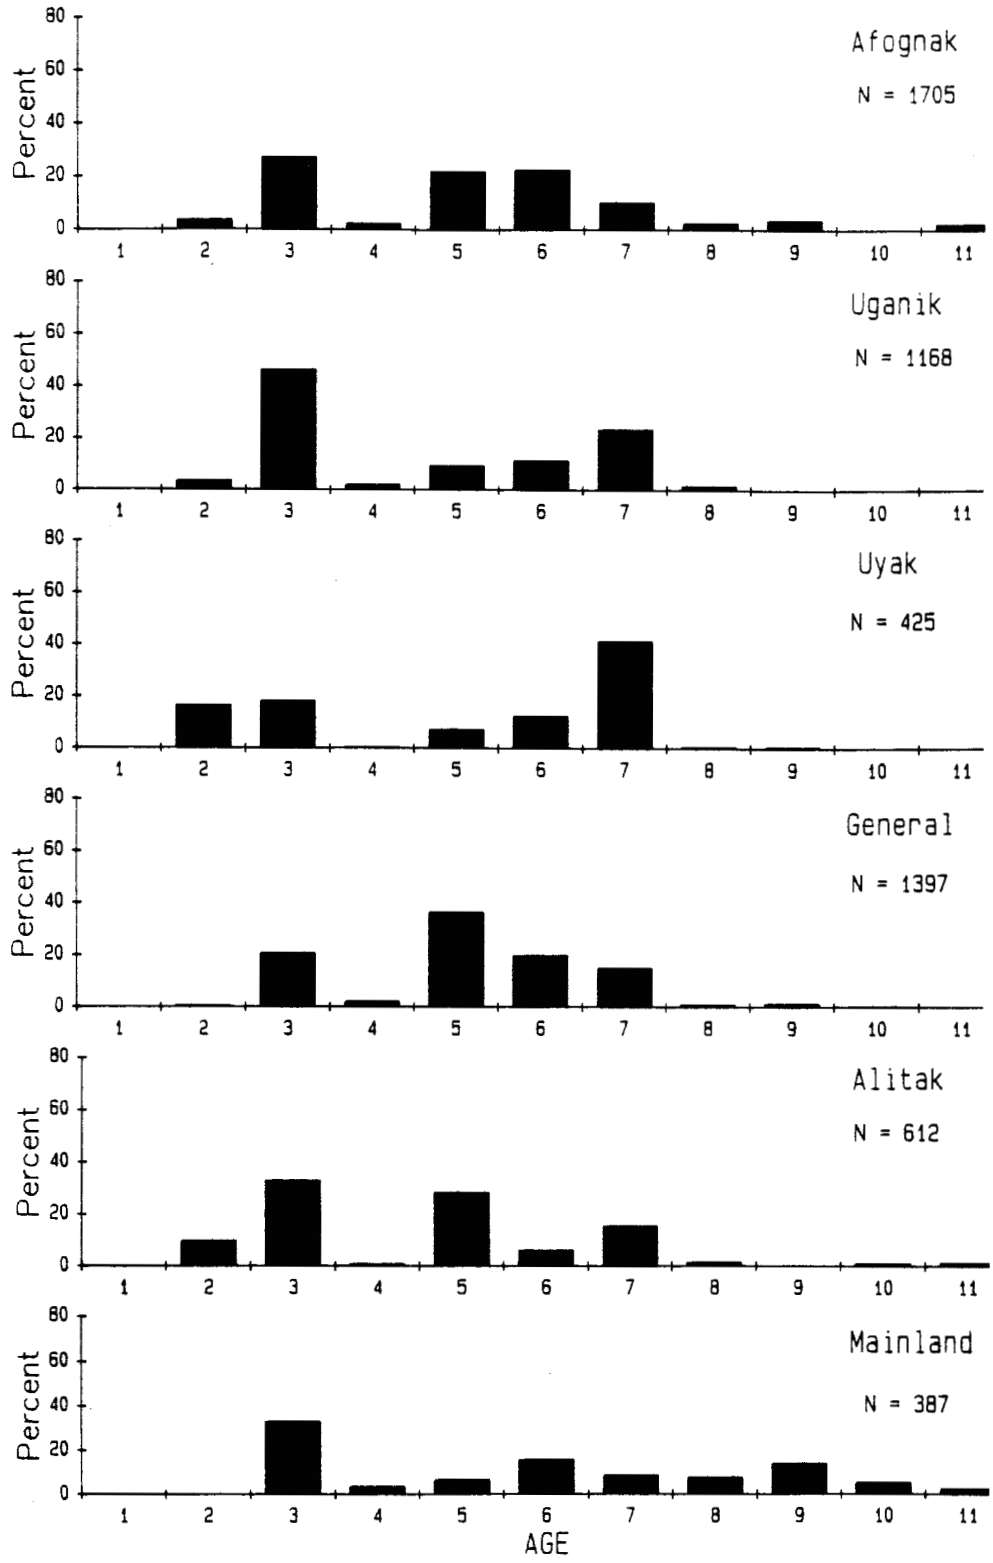 80
Afognak
60
N = 1705
Percent
40
20
0
1 2 3 4 5 6 7 8 9 10 11
80
Uganik
60
N = 1168
Percent
40
20
0
1 2 3 4 5 6 7 8 9 10 11
80
Uyak
60
N = 425
Percent
40
20
0
1 2 3 4 5 6 7 8 9 10 11
80
General
60
N = 1397
Percent
40
20
0
1 2 3 4 5 6 7 8 9 10 11
80
Alitak
60
N = 612
Percent
40
20
0
1 2 3 4 5 6 7 8 9 10 11
80
Mainland
60
N = 387
Percent
40
20
0
1 2 3 4 5 6 7 8 9 10 11
AGE